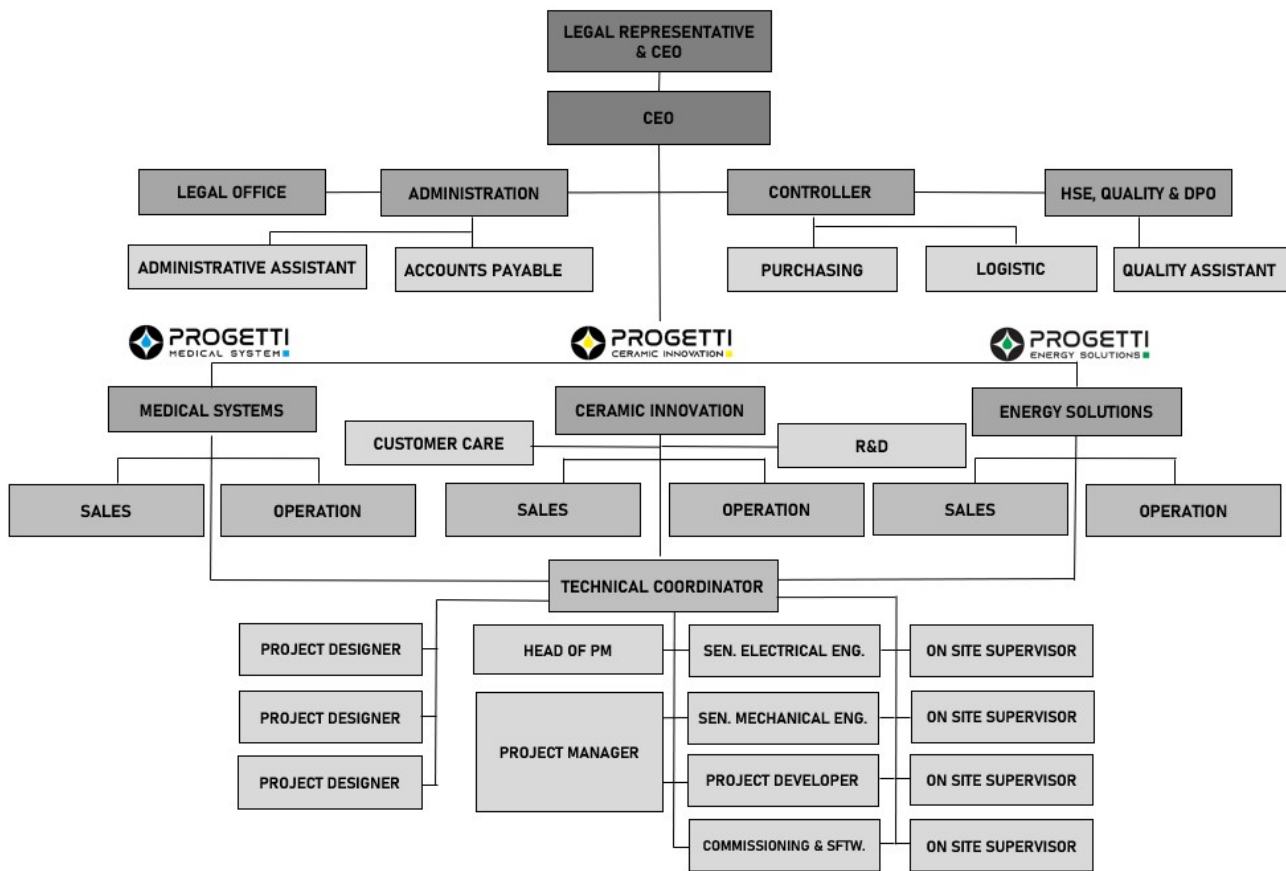 LEGAL REPRESENTATIVE
& CEO
CEO
LEGAL OFFICE
ADMINISTRATION
CONTROLLER
HSE, QUALITY & DPO
ADMINISTRATIVE ASSISTANT
ACCOUNTS PAYABLE
PURCHASING
LOGISTIC
QUALITY ASSISTANT
PROGETTI
MEDICAL SYSTEM
PROGETTI
CERAMIC INNOVATION
PROGETTI
ENERGY SOLUTIONS
MEDICAL SYSTEMS
CERAMIC INNOVATION
ENERGY SOLUTIONS
CUSTOMER CARE
R&D
SALES
OPERATION
SALES
OPERATION
SALES
OPERATION
TECHNICAL COORDINATOR
PROJECT DESIGNER
HEAD OF PM
SEN. ELECTRICAL ENG.
ON SITE SUPERVISOR
PROJECT DESIGNER
PROJECT MANAGER
SEN. MECHANICAL ENG.
ON SITE SUPERVISOR
PROJECT DESIGNER
PROJECT DEVELOPER
ON SITE SUPERVISOR
COMMISSIONING & SFTW.
ON SITE SUPERVISOR